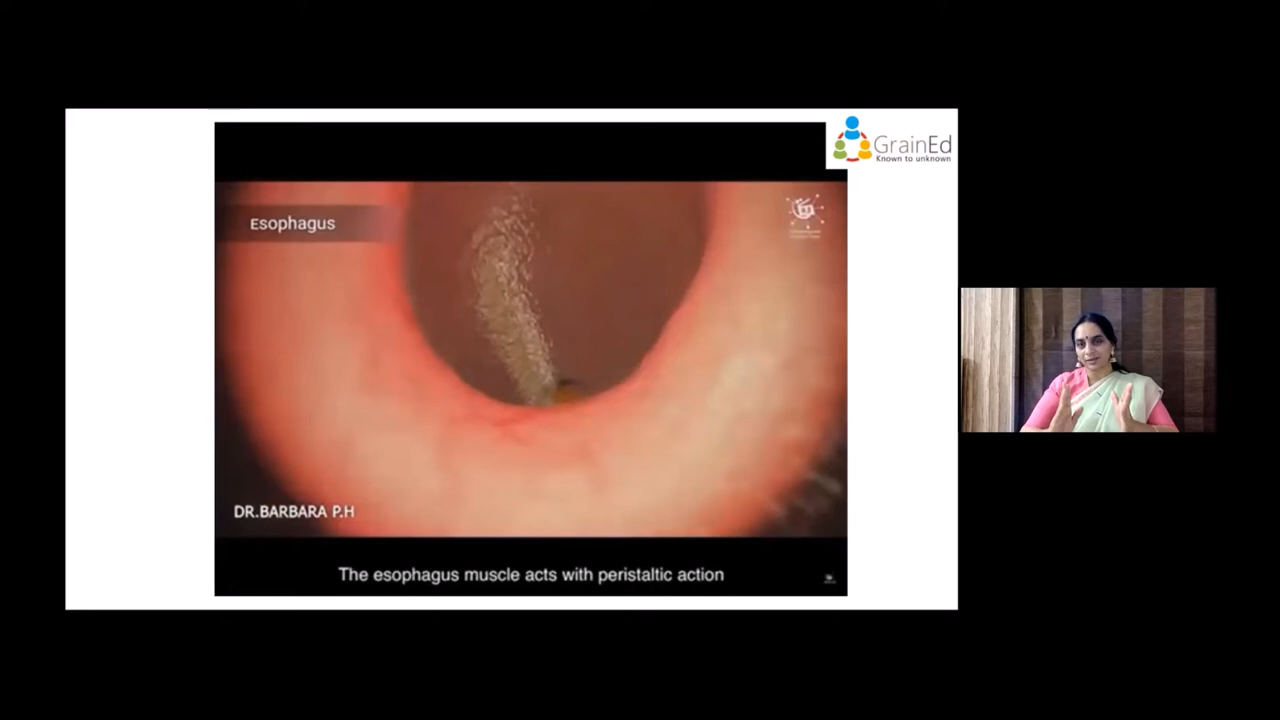 GrainEd
Known to unknown
Esophagus
DR.BARBARA P.H
The esophagus muscle acts with peristaltic action